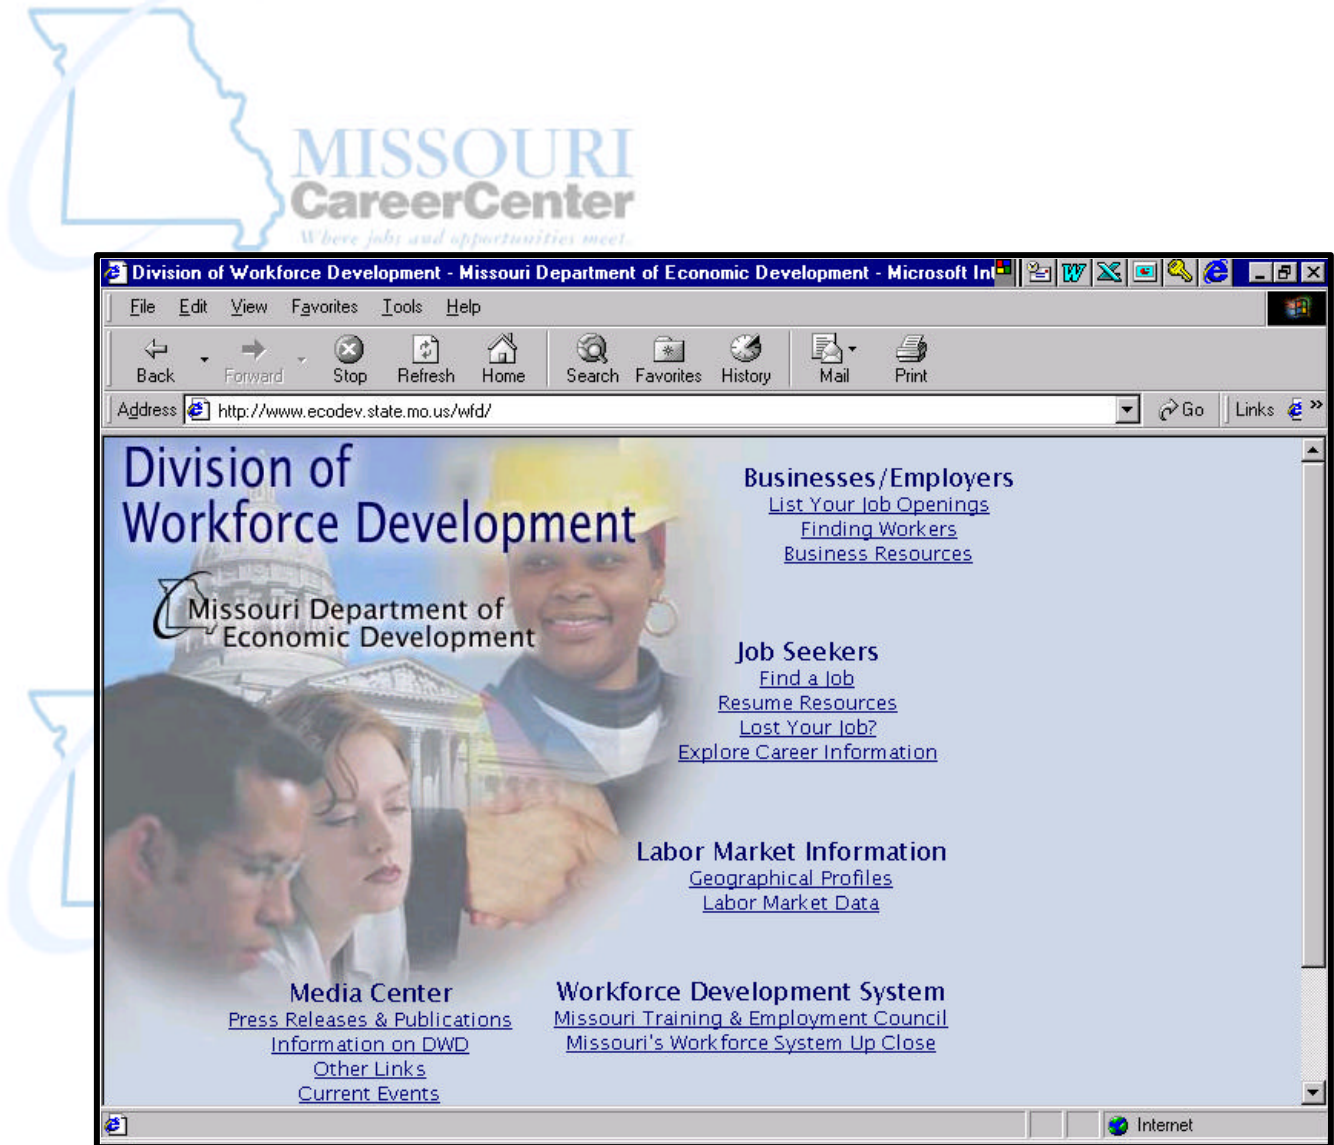 MISSOURI
CareerCenter
Where jobs and opportunities meet.
Division of Workforce Development - Missouri Department of Economic Development - Microsoft Int
File Edit View Favorites Tools Help
Back Forward Stop Refresh Home Search Favorites History Mail Print
Address http://www.ecodev.state.mo.us/wfd/ Go Links »
Division of
Workforce Development
Missouri Department of
Economic Development
Businesses/Employers
List Your Job Openings
Finding Workers
Business Resources
Job Seekers
Find a Job
Resume Resources
Lost Your Job?
Explore Career Information
Labor Market Information
Geographical Profiles
Labor Market Data
Media Center
Press Releases & Publications
Information on DWD
Other Links
Current Events
Workforce Development System
Missouri Training & Employment Council
Missouri's Workforce System Up Close
Internet